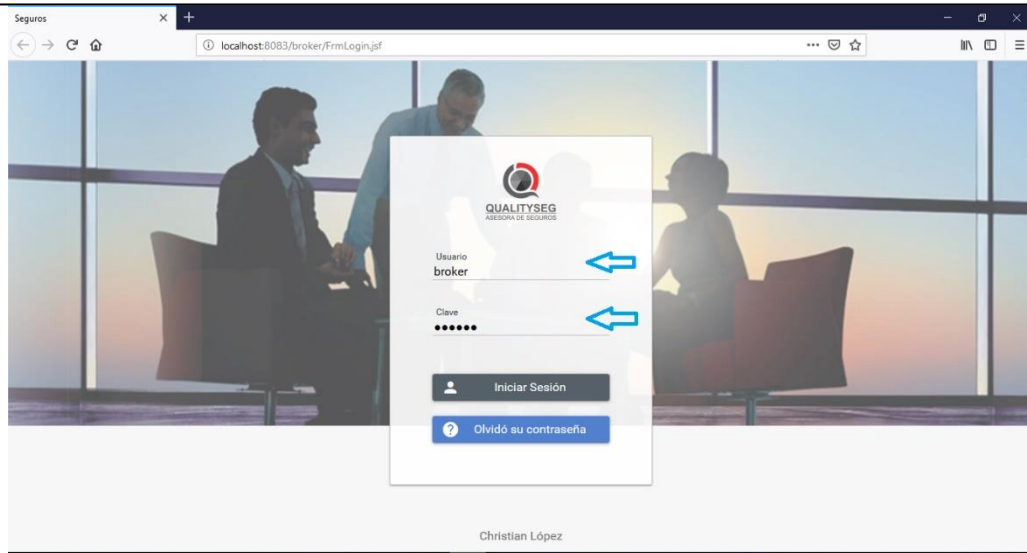 Seguros
localhost:8083/broker/FrmLogin.jsf
QUALITYSEG
ASESORA DE SEGUROS
Usuario
broker
Clave
••••••
Iniciar Sesión
Olvidó su contraseña
Christian López